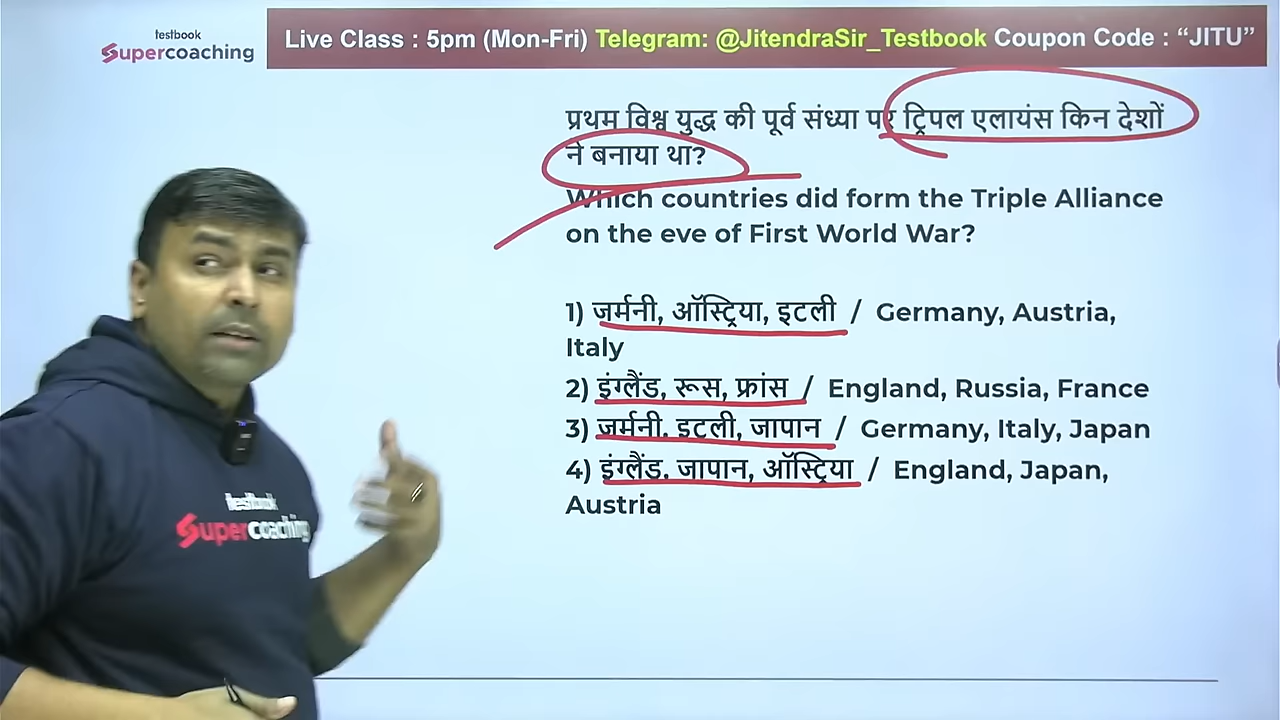 testbook
Supercoaching
Live Class : 5pm (Mon-Fri) Telegram: @JitendraSir_Testbook Coupon Code : “JITU”
प्रथम विश्व युद्ध की पूर्व संध्या पर ट्रिपल एलायंस किन देशों
ने बनाया था?
Which countries did form the Triple Alliance
on the eve of First World War?
1) जर्मनी, ऑस्ट्रिया, इटली / Germany, Austria,
Italy
2) इंग्लैंड, रूस, फ्रांस / England, Russia, France
3) जर्मनी. इटली, जापान / Germany, Italy, Japan
4) इंग्लैंड. जापान, ऑस्ट्रिया / England, Japan,
Austria
testbook
Supercoaching